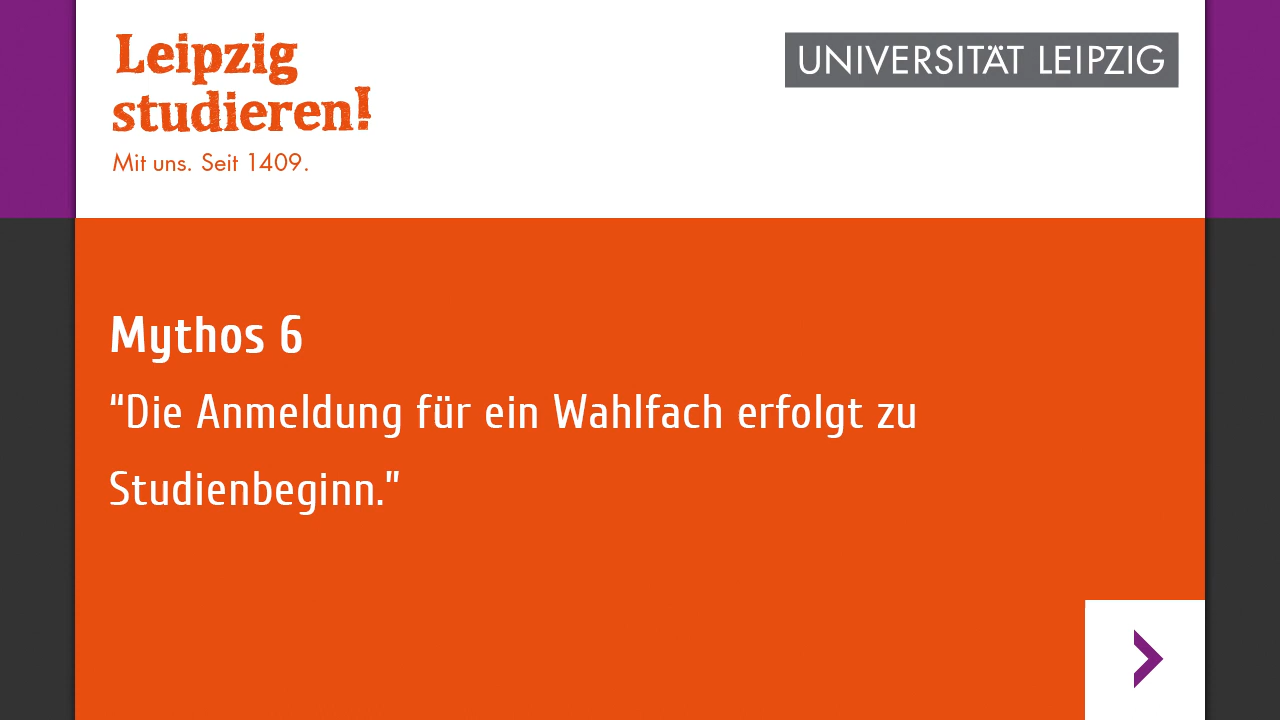 Leipzig
studieren!
Mit uns. Seit 1409.
UNIVERSITÄT LEIPZIG
Mythos 6
“Die Anmeldung für ein Wahlfach erfolgt zu
Studienbeginn.”